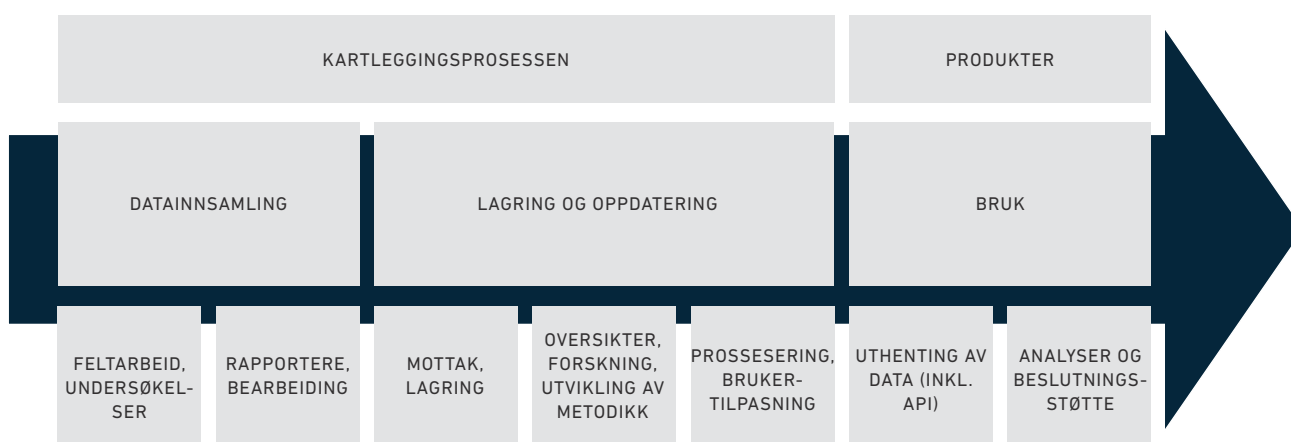 KARTLEGGINGSPROSESSEN
PRODUKTER
DATAINNSAMLING
LAGRING OG OPPDATERING
BRUK
FELTARBEID,
UNDERSØKEL-
SER
RAPPORTERE,
BEARBEIDING
MOTTAK,
LAGRING
OVERSIKTER,
FORSKNING,
UTVIKLING AV
METODIKK
PROSSESERING,
BRUKER-
TILPASNING
UTHENTING AV
DATA (INKL.
API)
ANALYSER OG
BESLUTNINGS-
STØTTE